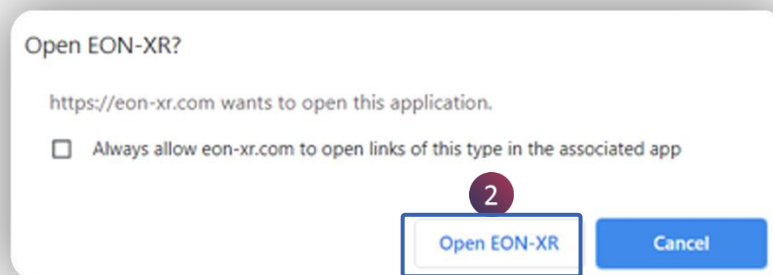 Open EON-XR?
https://eon-xr.com wants to open this application.
Always allow eon-xr.com to open links of this type in the associated app
2
Open EON-XR
Cancel